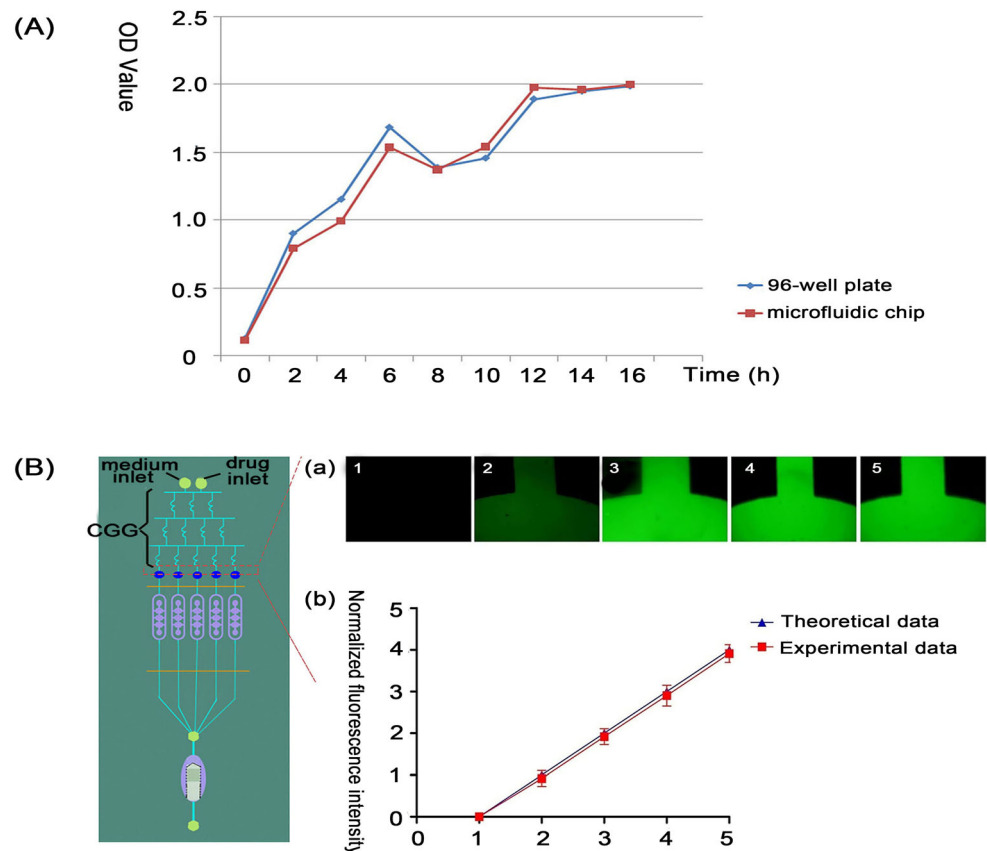 (A)
OD Value
2.5
2.0
1.5
1.0
0.5
0
0 2 4 6 8 10 12 14 16 Time (h)
96-well plate
microfluidic chip
(B)
medium inlet
drug inlet
CGG
(a)
1 2 3 4 5
(b)
Normalized fluorescence intensity
5
4
3
2
1
0
0 1 2 3 4 5
Theoretical data
Experimental data